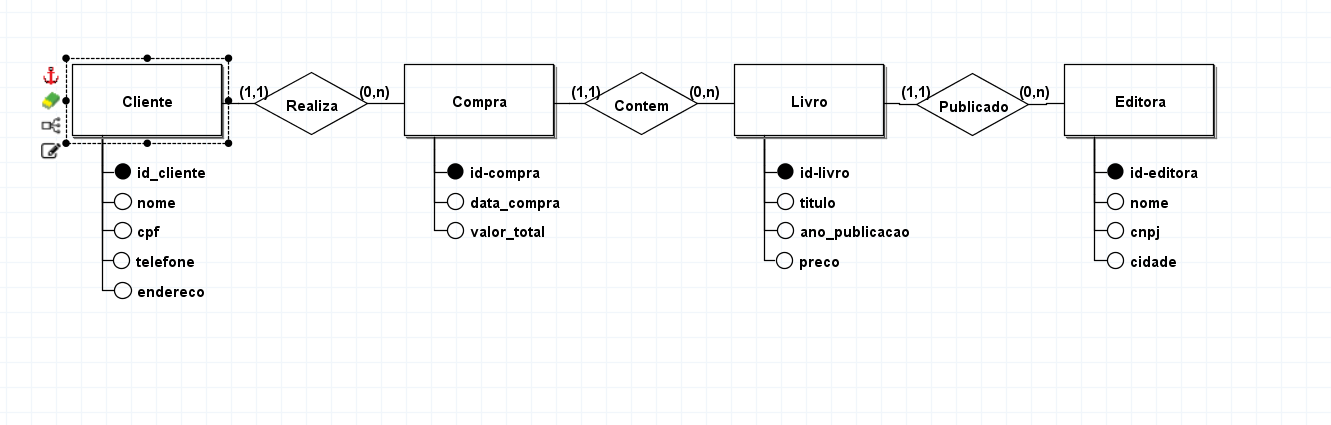 Cliente
(1,1)
Realiza
(0,n)
Compra
(1,1)
Contem
(0,n)
Livro
(1,1)
Publicado
(0,n)
Editora
id_cliente
nome
cpf
telefone
endereco
id-compra
data_compra
valor_total
id-livro
titulo
ano_publicacao
preco
id-editora
nome
cnpj
cidade